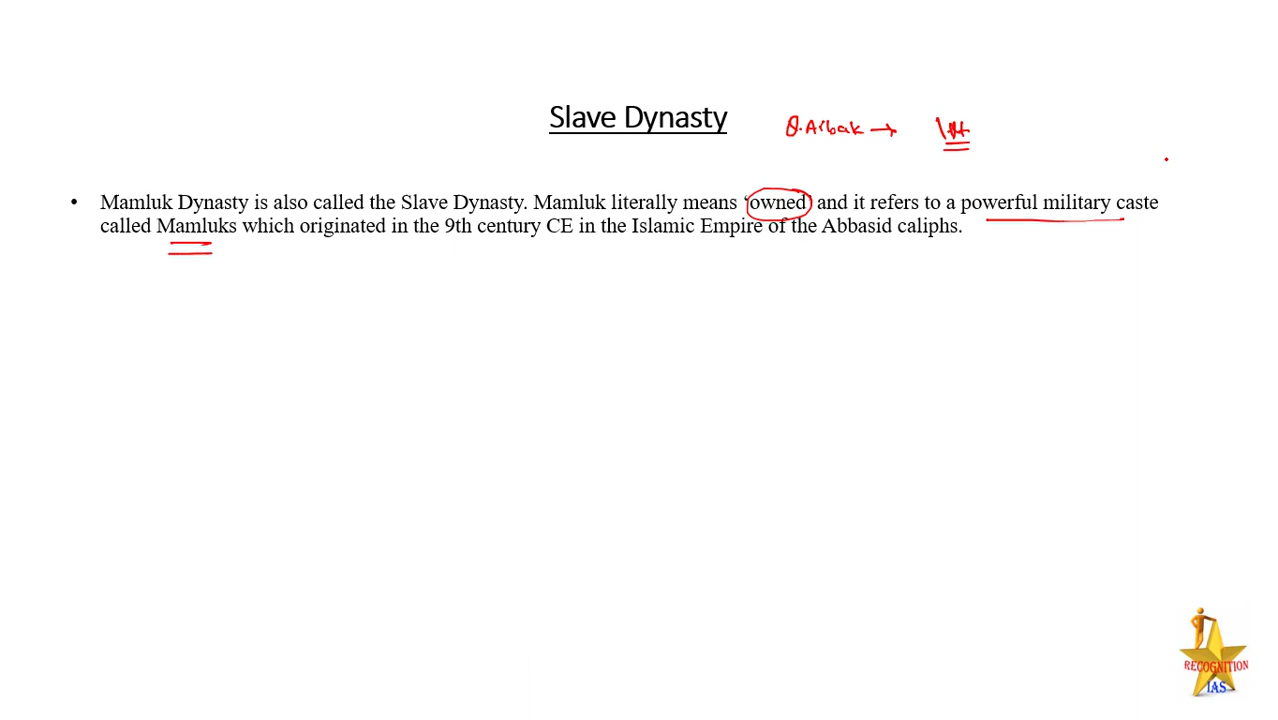 Slave Dynasty
Q.Aibak →
• Mamluk Dynasty is also called the Slave Dynasty. Mamluk literally means ‘owned’ and it refers to a powerful military caste
called Mamluks which originated in the 9th century CE in the Islamic Empire of the Abbasid caliphs.
RECOGNITION
IAS